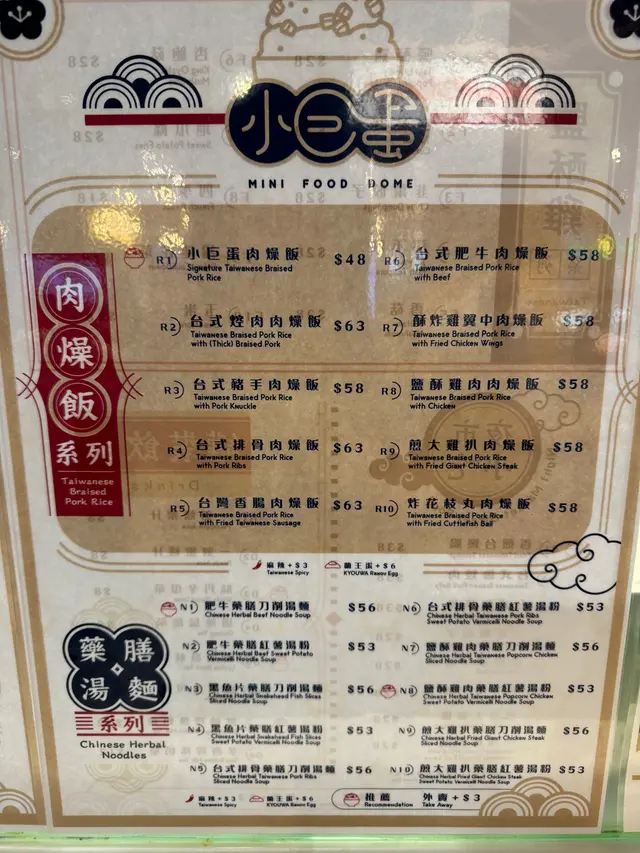 小巨蛋
MINI FOOD DOME
肉燥飯
系列
Taiwanese
Braised
Pork Rice
R1 小巨蛋肉燥飯 $48
Signature Taiwanese Braised
Pork Rice
R2 台式焢肉肉燥飯 $63
Taiwanese Braised Pork Rice
with (Thick) Braised Pork
R3 台式豬手肉燥飯 $58
Taiwanese Braised Pork Rice
with Pork Knuckle
R4 台式排骨肉燥飯 $63
Taiwanese Braised Pork Rice
with Pork Ribs
R5 台灣香腸肉燥飯 $63
Taiwanese Braised Pork Rice
with Fried Taiwanese Sausage
R6 台式肥牛肉燥飯 $58
Taiwanese Braised Pork Rice
with Beef
R7 酥炸雞翼中肉燥飯 $58
Taiwanese Braised Pork Rice
with Fried Chicken Wings
R8 鹽酥雞肉肉燥飯 $58
Taiwanese Braised Pork Rice
with Chicken
R9 煎大雞扒肉燥飯 $58
Taiwanese Braised Pork Rice
with Fried Giant Chicken Steak
R10 炸花枝丸肉燥飯 $58
Taiwanese Braised Pork Rice
with Fried Cuttlefish Ball
麻辣+$3
Taiwanese Spicy
蘭王蛋+$6
KYOUWA Ranou Egg
藥膳
湯麵
系列
Chinese Herbal
Noodles
N1 肥牛藥膳刀削湯麵 $56
Chinese Herbal Beef Noodle Soup
N2 肥牛藥膳紅薯湯粉 $53
Chinese Herbal Beef Sweet Potato
Vermicelli Noodle Soup
N3 黑魚片藥膳刀削湯麵 $56
Chinese Herbal Snakehead Fish Slices
Sliced Noodle Soup
N4 黑魚片藥膳紅薯湯粉 $53
Chinese Herbal Snakehead Fish Slices
Sweet Potato Vermicelli Noodle Soup
N5 台式排骨藥膳刀削湯麵 $56
Chinese Herbal Taiwanese Pork Ribs
Sliced Noodle Soup
N6 台式排骨藥膳紅薯湯粉 $53
Chinese Herbal Taiwanese Pork Ribs
Sweet Potato Vermicelli Noodle Soup
N7 鹽酥雞肉藥膳刀削湯麵 $56
Chinese Herbal Taiwanese Popcorn Chicken
Sliced Noodle Soup
N8 鹽酥雞肉藥膳紅薯湯粉 $53
Chinese Herbal Taiwanese Popcorn Chicken
Sweet Potato Vermicelli Noodle Soup
N9 煎大雞扒藥膳刀削湯麵 $56
Chinese Herbal Fried Giant Chicken Steak
Sliced Noodle Soup
N10 煎大雞扒藥膳紅薯湯粉 $53
Chinese Herbal Fried Giant Chicken Steak
Sweet Potato Vermicelli Noodle Soup
麻辣+$3
Taiwanese Spicy
蘭王蛋+$6
KYOUWA Ranou Egg
推薦
Recommendation
外賣+$3
Take Away